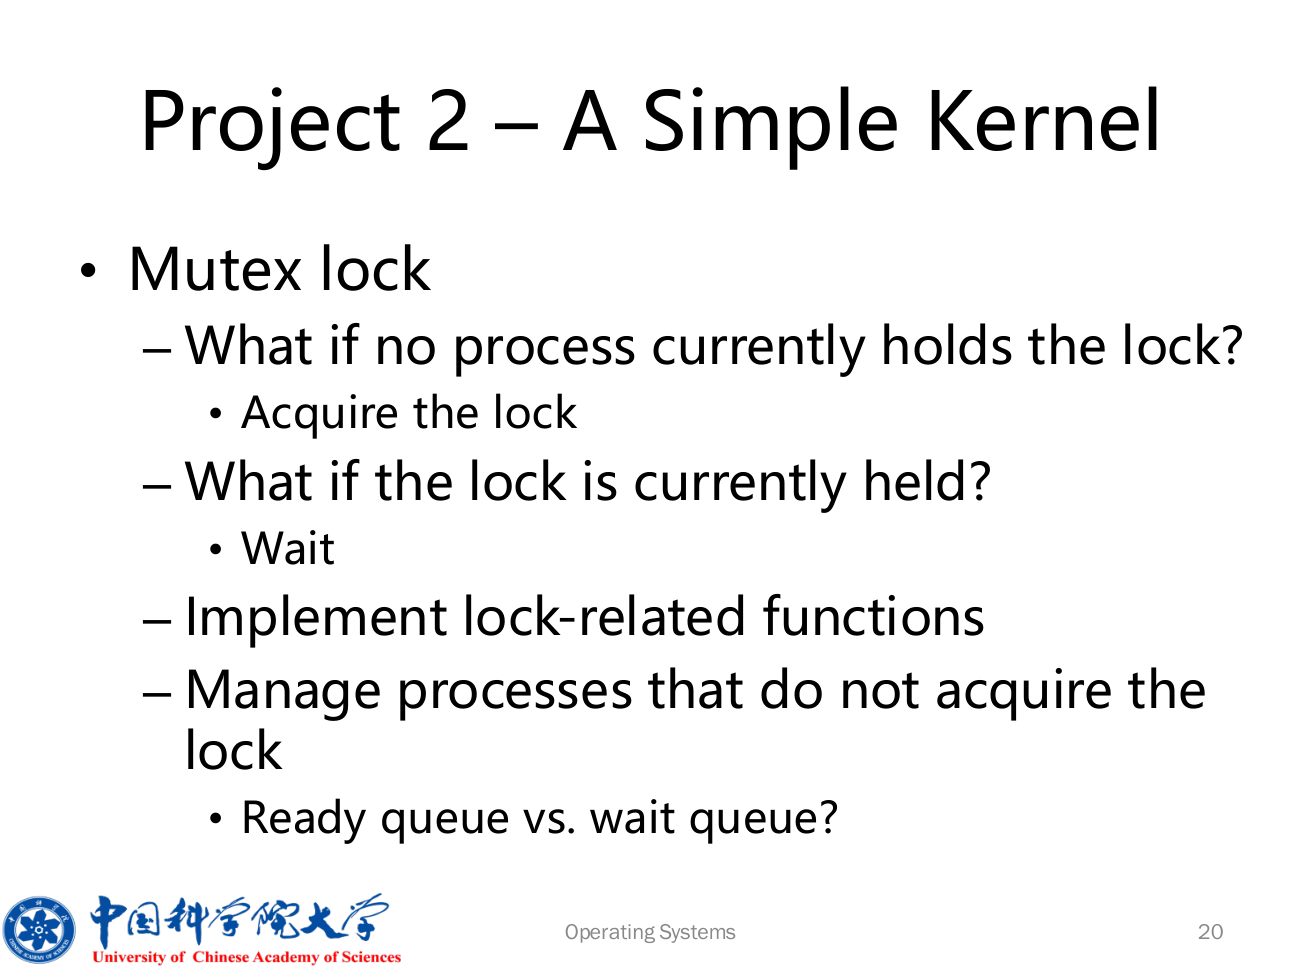 Project 2 – A Simple Kernel
• Mutex lock
– What if no process currently holds the lock?
• Acquire the lock
– What if the lock is currently held?
• Wait
– Implement lock-related functions
– Manage processes that do not acquire the
lock
• Ready queue vs. wait queue?
中国科学院大学
University of Chinese Academy of Sciences
Operating Systems
20